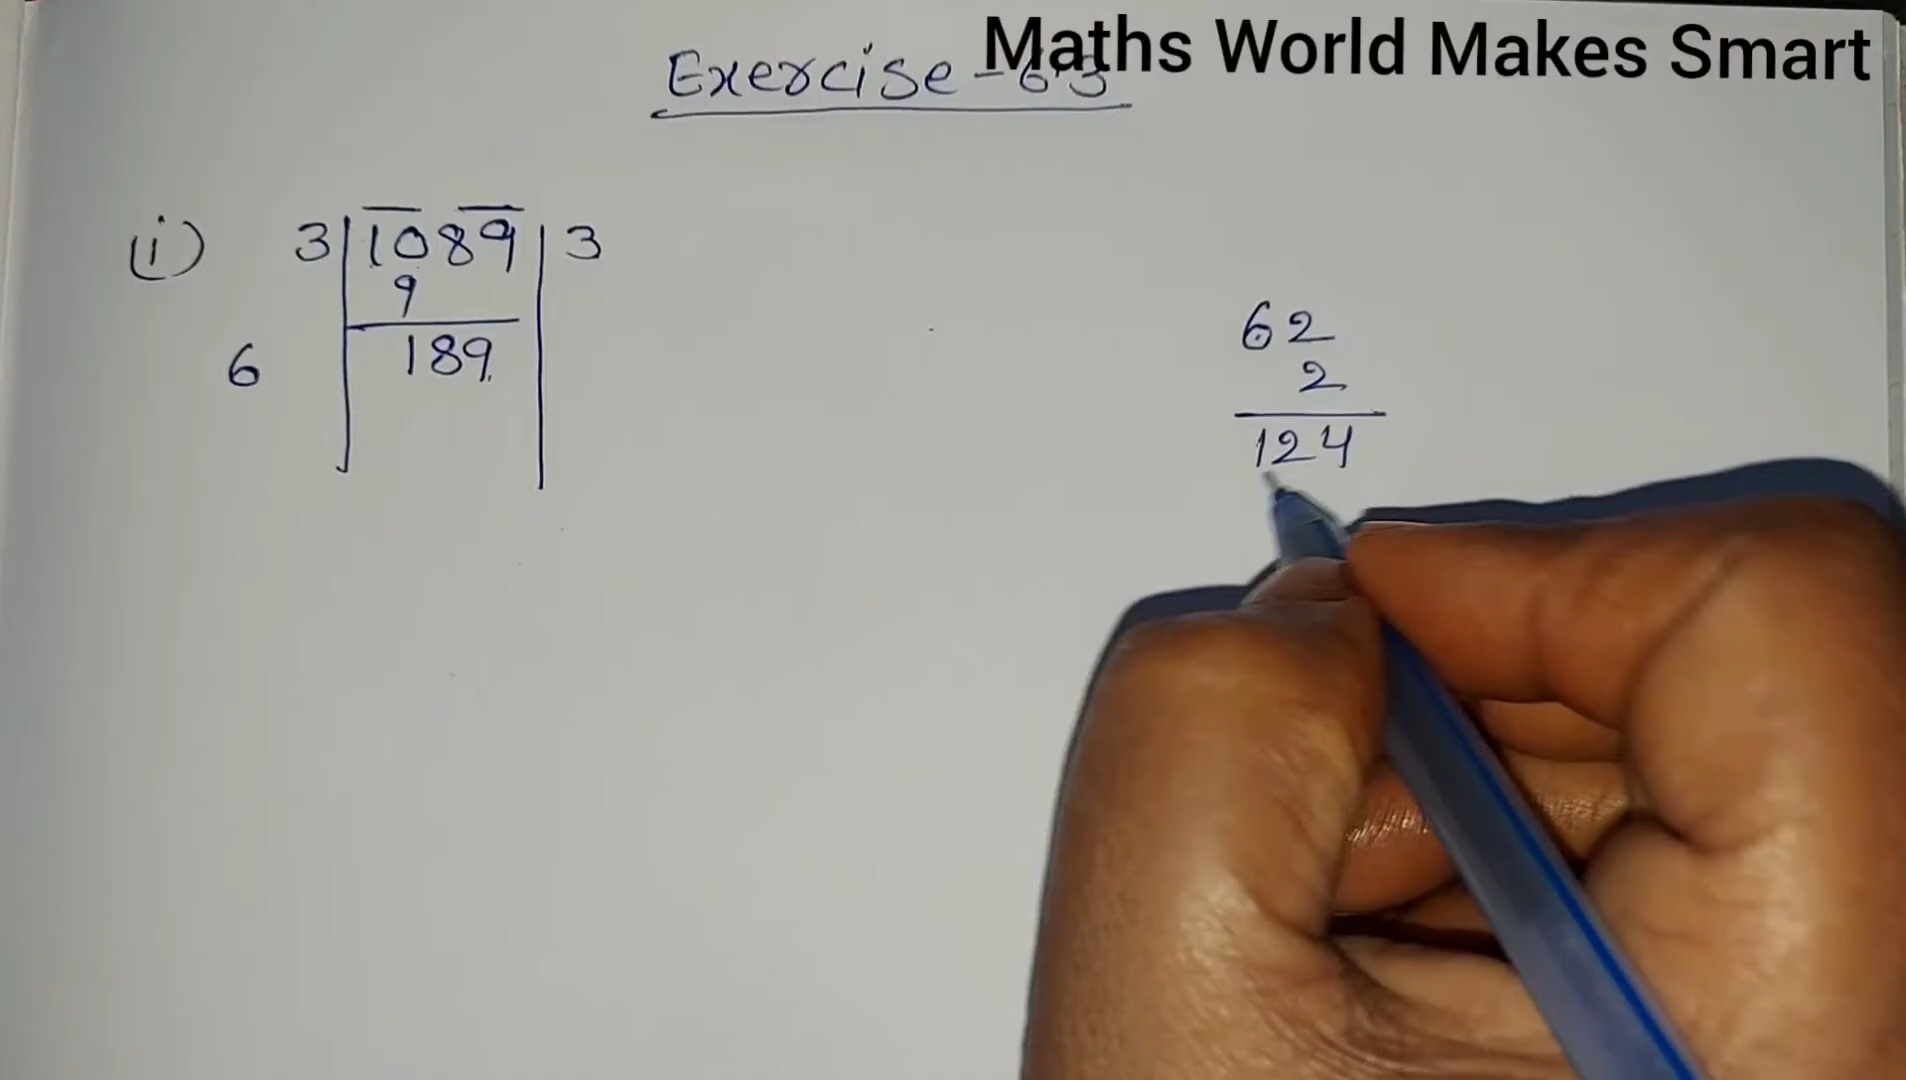 Maths World Makes Smart
Exercise - 6.3
(i) 3 1089 3
9
6 189
62
2
124